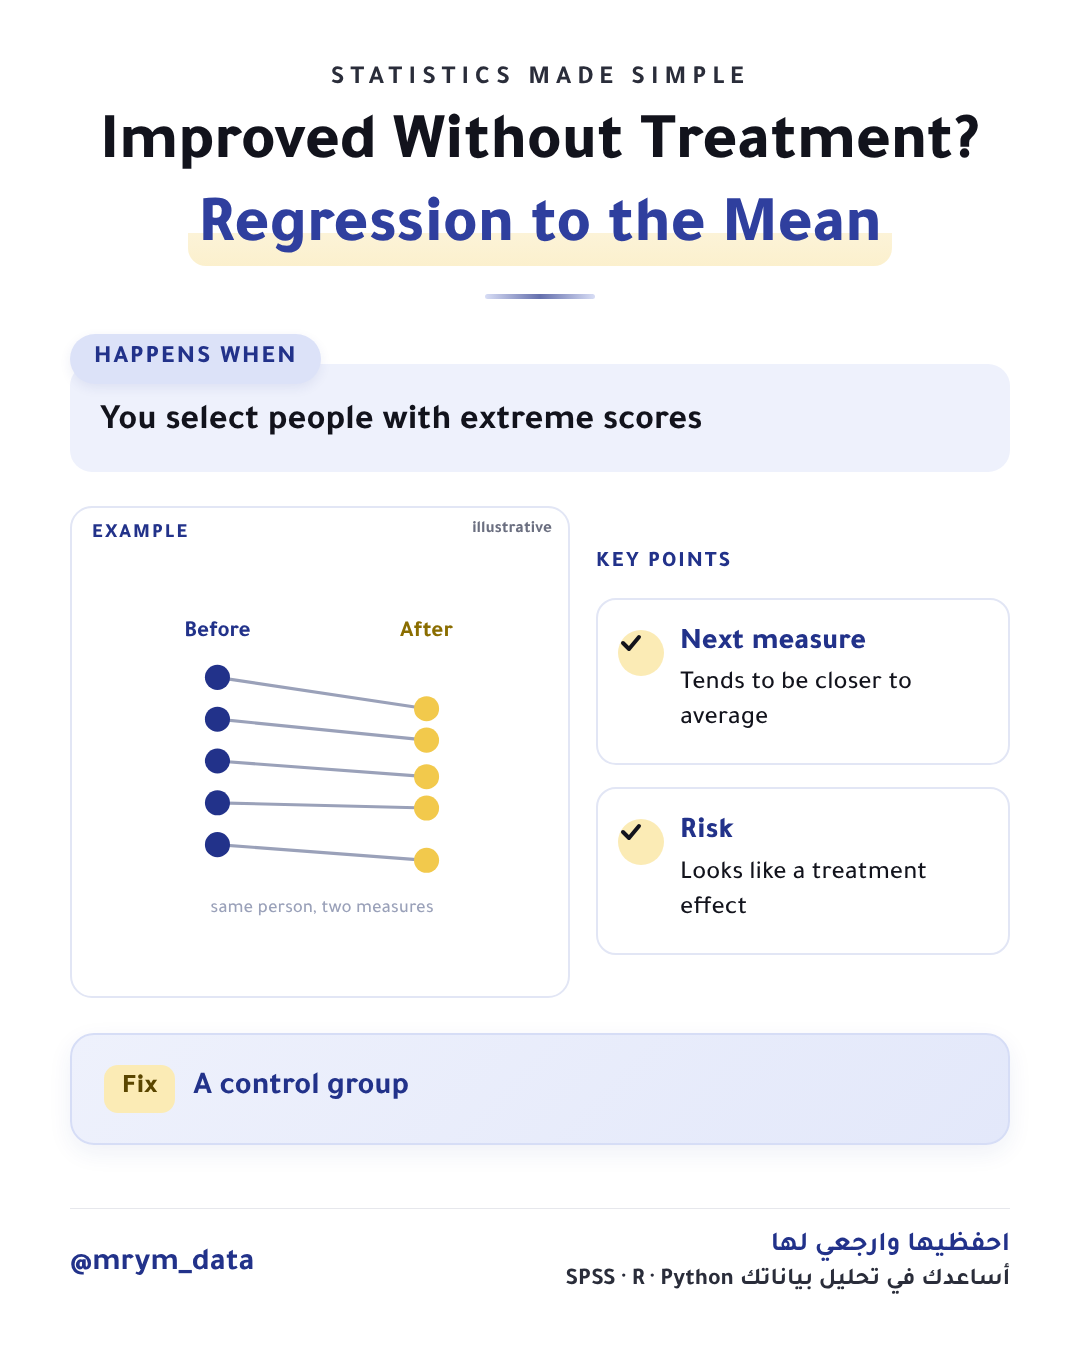 STATISTICS MADE SIMPLE
Improved Without Treatment?
Regression to the Mean
HAPPENS WHEN
You select people with extreme scores
EXAMPLE
illustrative
Before
After
same person, two measures
KEY POINTS
Next measure
Tends to be closer to
average
Risk
Looks like a treatment
effect
Fix
A control group
@mrym_data
احفظيها وارجعي لها
أساعدك في تحليل بياناتك SPSS · R · Python